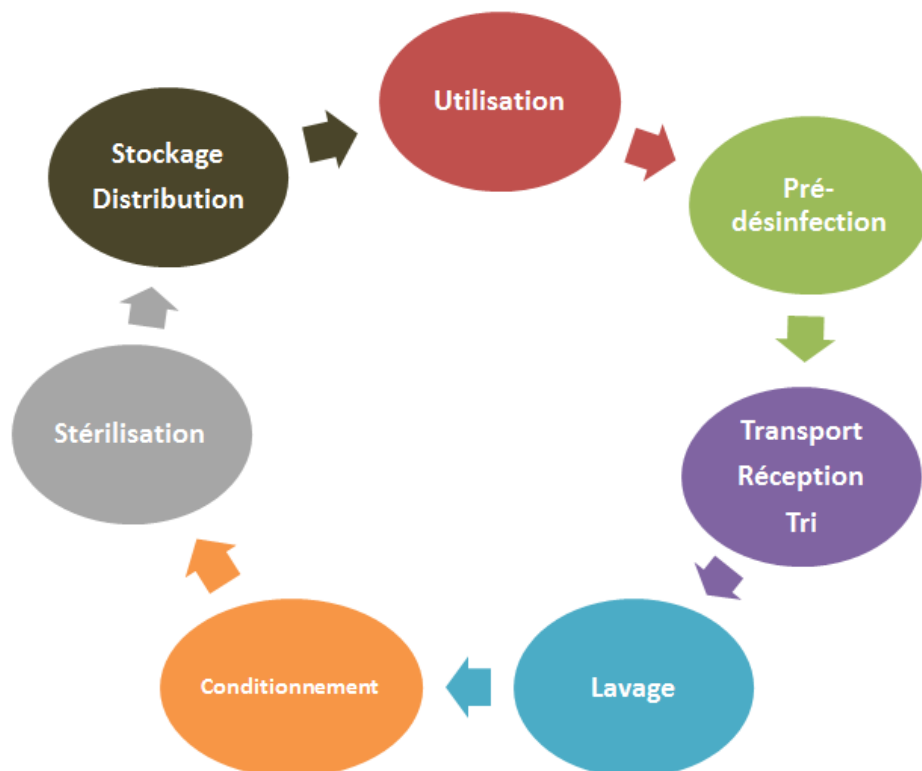 Utilisation
Pré-
désinfection
Transport
Réception
Tri
Lavage
Conditionnement
Stérilisation
Stockage
Distribution